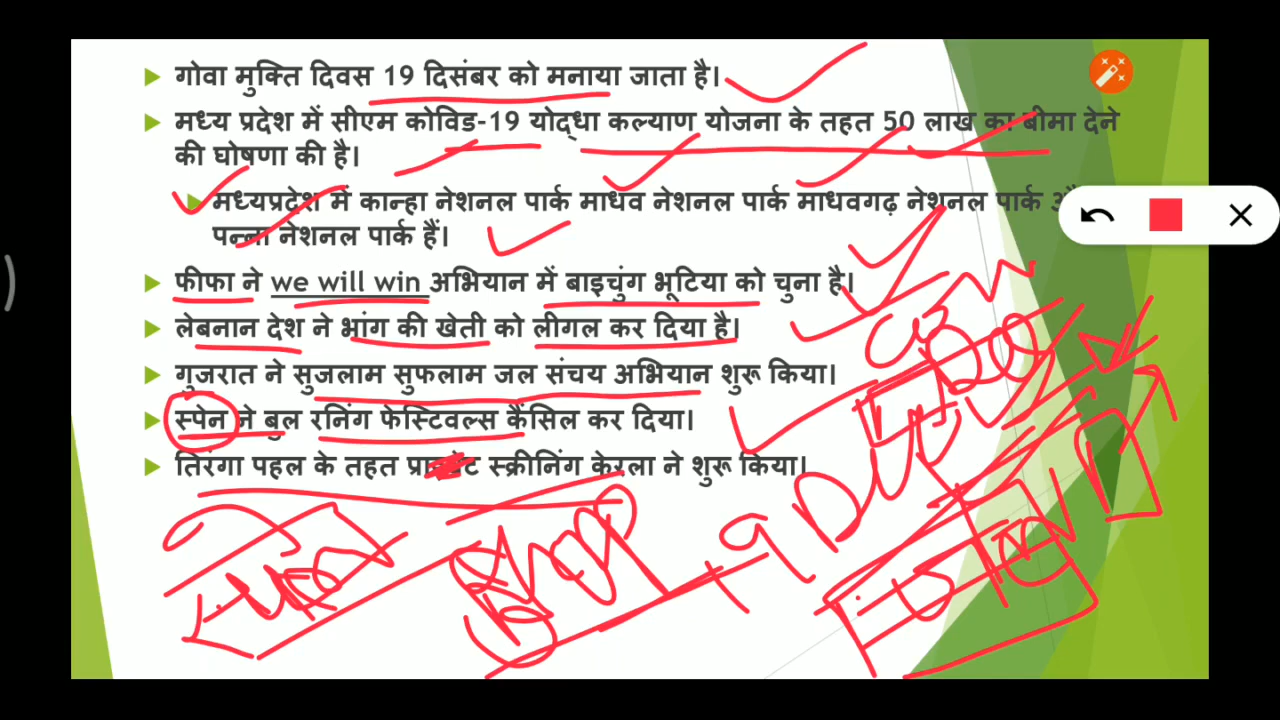 गोवा मुक्ति दिवस 19 दिसंबर को मनाया जाता है।
मध्य प्रदेश में सीएम कोविड-19 योद्धा कल्याण योजना के तहत 50 लाख का बीमा देने
की घोषणा की है।
मध्यप्रदेश में कान्हा नेशनल पार्क माधव नेशनल पार्क माधवगढ़ नेशनल पार्क
पन्ना नेशनल पार्क हैं।
फीफा ने we will win अभियान में बाइचुंग भूटिया को चुना है।
लेबनान देश ने भांग की खेती को लीगल कर दिया है।
गुजरात ने सुजलाम सुफलाम जल संचय अभियान शुरू किया।
स्पेन ने बुल रनिंग फेस्टिवल्स कैंसिल कर दिया।
तिरंगा पहल के तहत स्क्रीनिंग केरला ने शुरू किया।